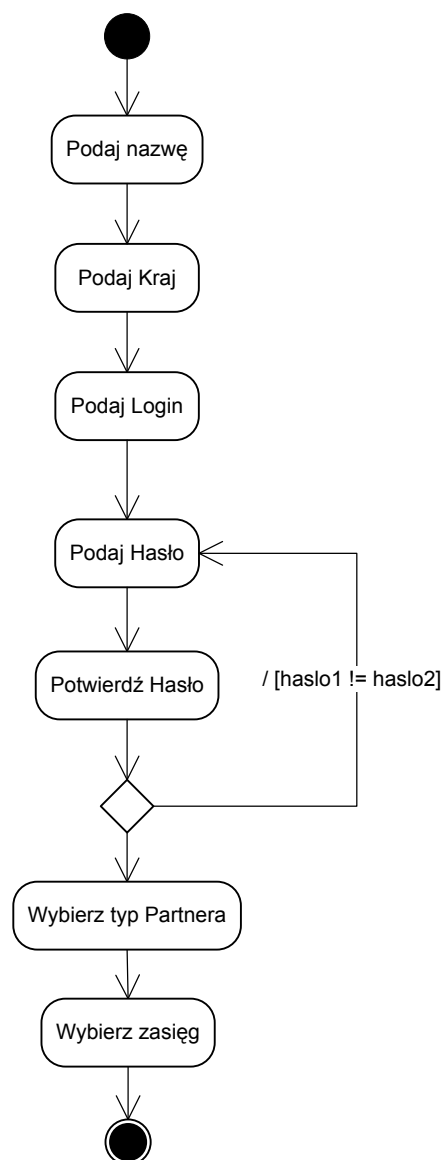 Podaj nazwę
Podaj Kraj
Podaj Login
Podaj Hasło
Potwierdź Hasło
/ [haslo1 != haslo2]
Wybierz typ Partnera
Wybierz zasięg